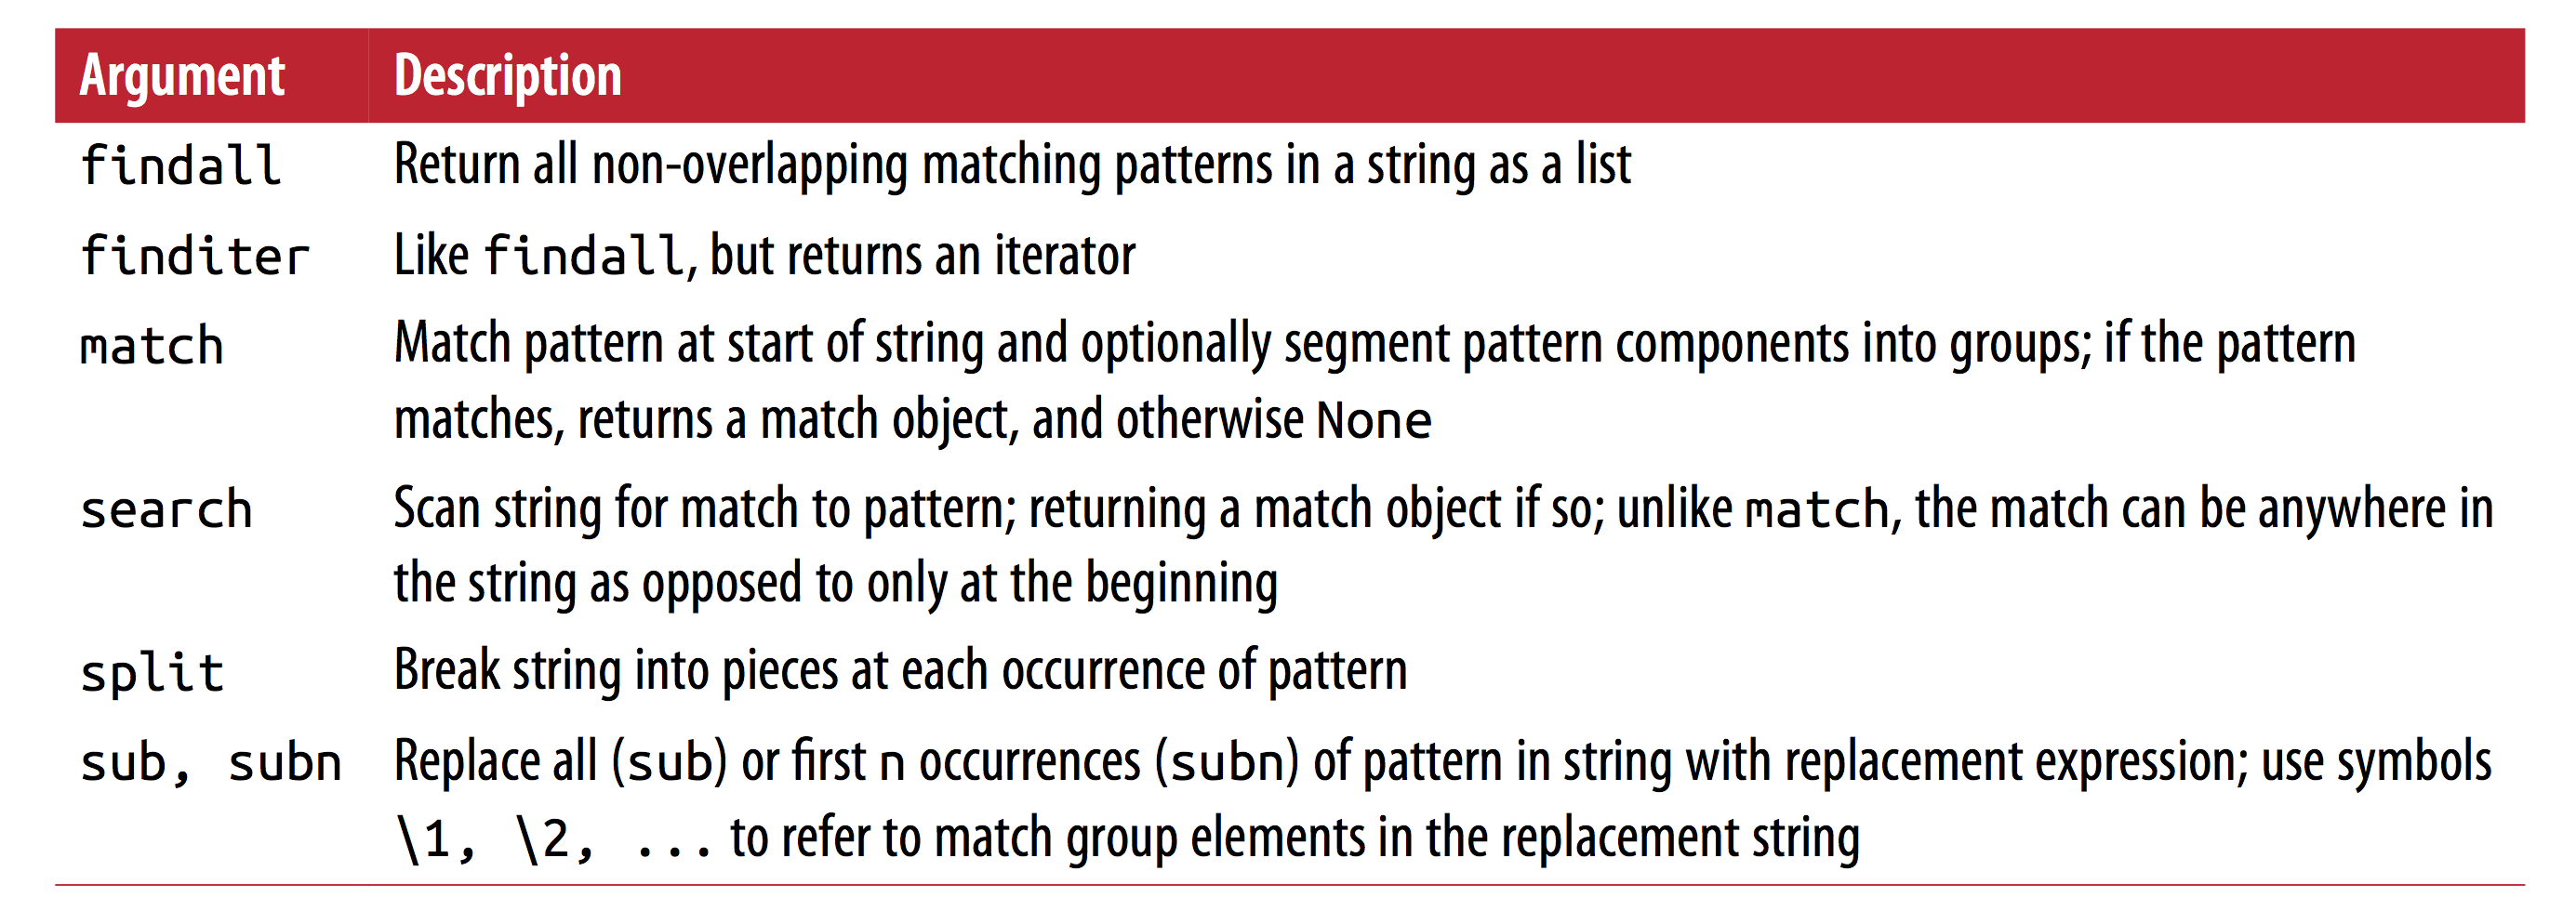 Argument Description
findall Return all non-overlapping matching patterns in a string as a list
finditer Like findall, but returns an iterator
match Match pattern at start of string and optionally segment pattern components into groups; if the pattern
matches, returns a match object, and otherwise None
search Scan string for match to pattern; returning a match object if so; unlike match, the match can be anywhere in
the string as opposed to only at the beginning
split Break string into pieces at each occurrence of pattern
sub, subn Replace all (sub) or first n occurrences (subn) of pattern in string with replacement expression; use symbols
\1, \2, ... to refer to match group elements in the replacement string